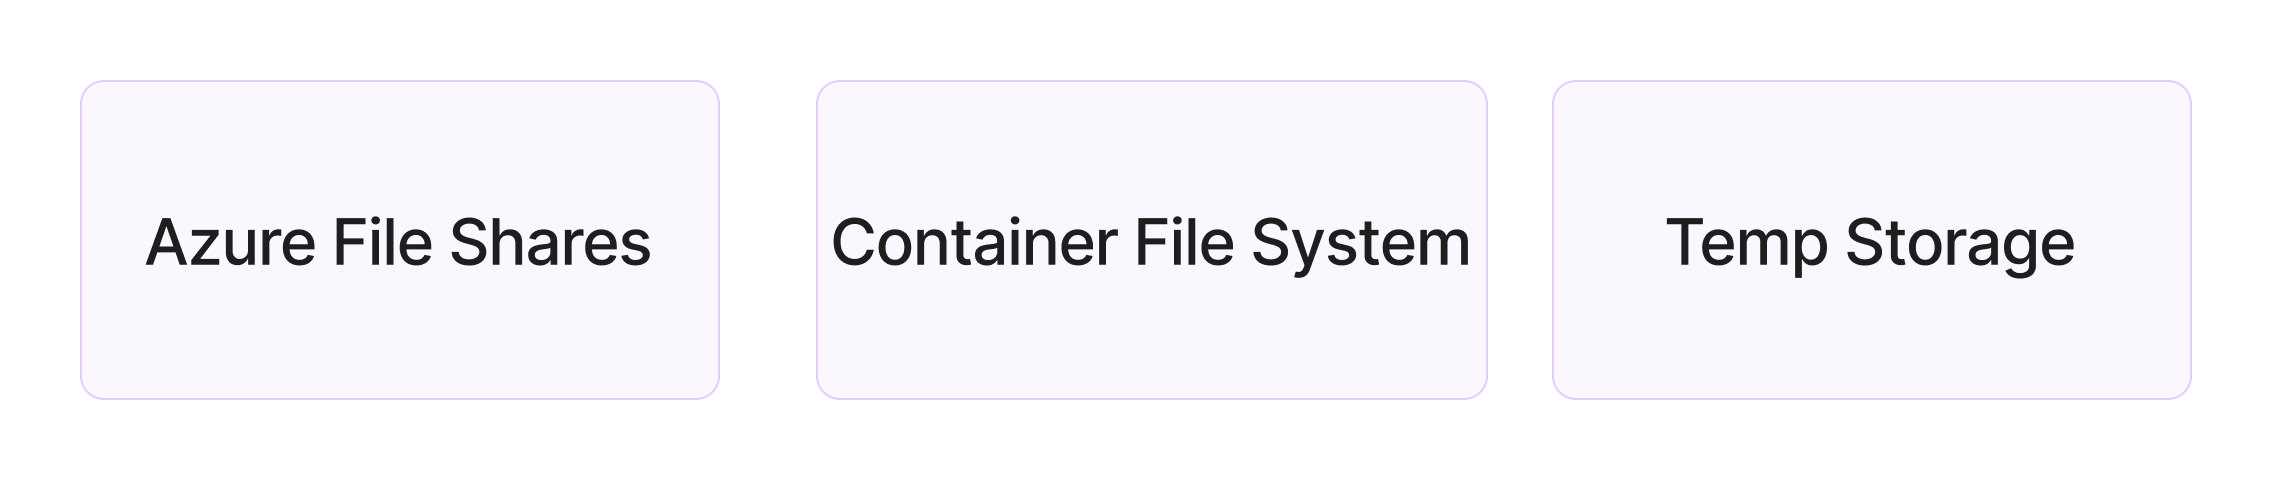 Azure File Shares
Container File System
Temp Storage